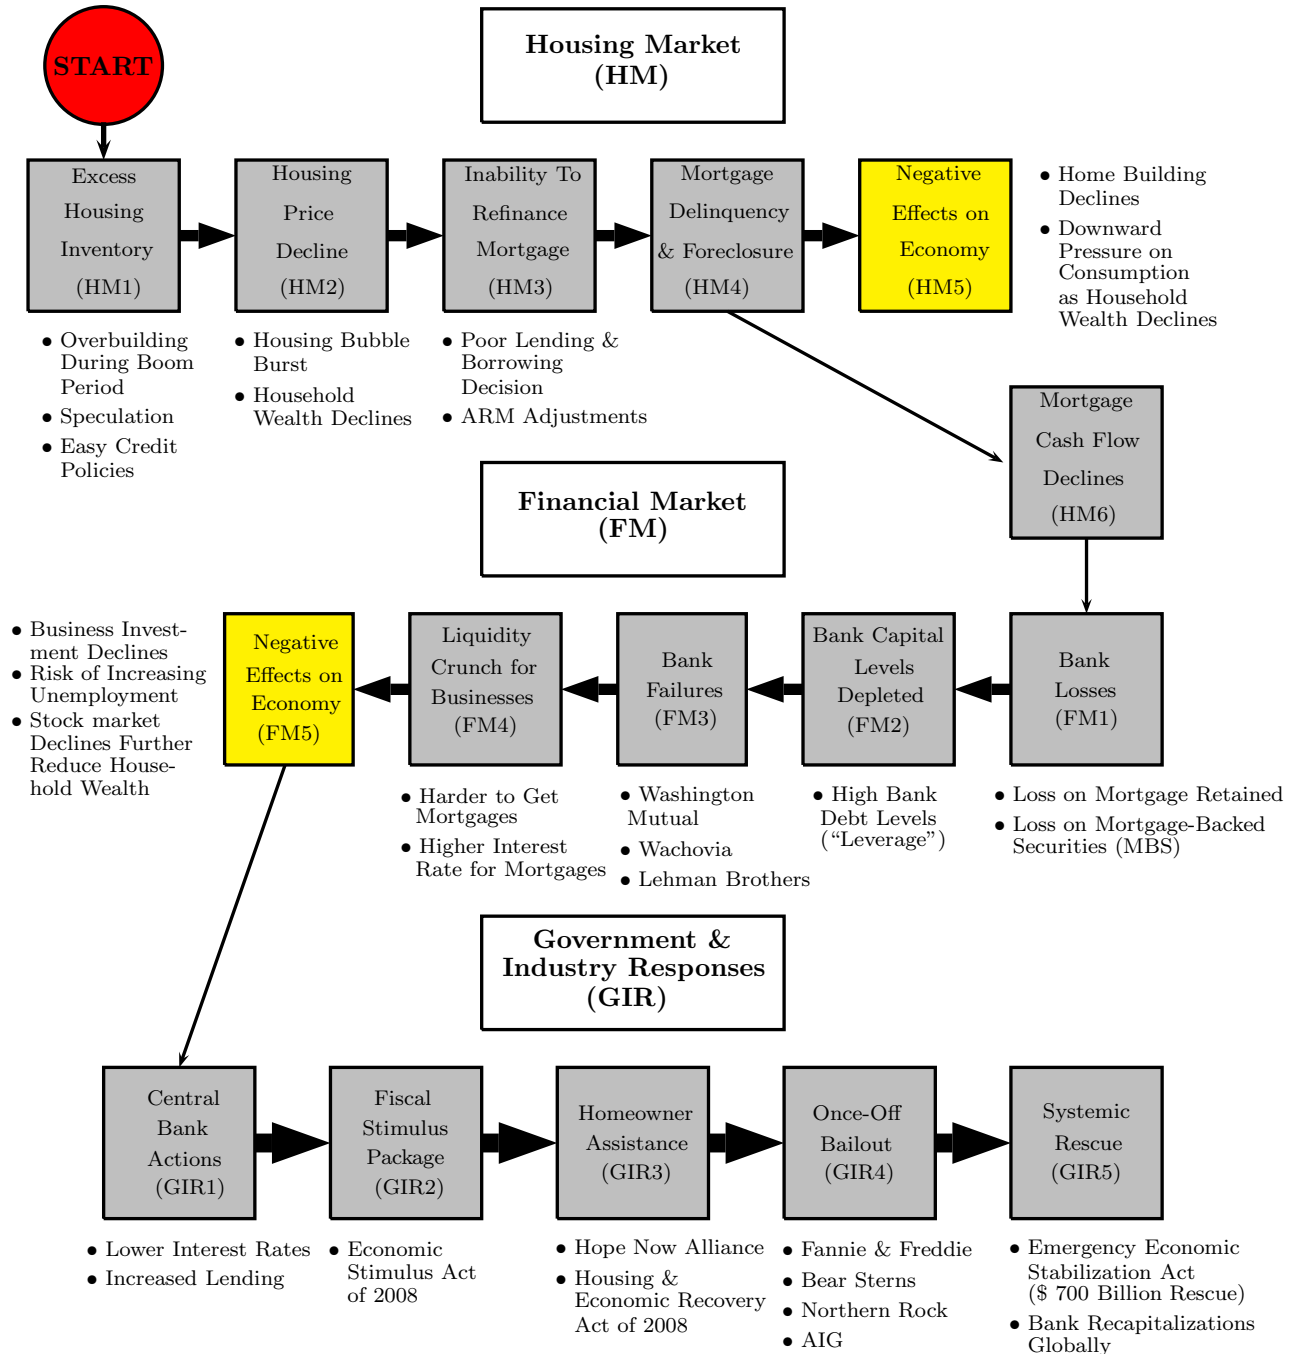 START
Housing Market
(HM)
Excess
Housing
Inventory
(HM1)
Housing
Price
Decline
(HM2)
Inability To
Refinance
Mortgage
(HM3)
Mortgage
Delinquency
& Foreclosure
(HM4)
Negative
Effects on
Economy
(HM5)
• Home Building
Declines
• Downward
Pressure on
Consumption
as Household
Wealth Declines
• Overbuilding
During Boom
Period
• Speculation
• Easy Credit
Policies
• Housing Bubble
Burst
• Household
Wealth Declines
• Poor Lending &
Borrowing
Decision
• ARM Adjustments
Mortgage
Cash Flow
Declines
(HM6)
Financial Market
(FM)
• Business Invest-
ment Declines
• Risk of Increasing
Unemployment
• Stock market
Declines Further
Reduce House-
hold Wealth
Negative
Effects on
Economy
(FM5)
Liquidity
Crunch for
Businesses
(FM4)
Bank
Failures
(FM3)
Bank Capital
Levels
Depleted
(FM2)
Bank
Losses
(FM1)
• Harder to Get
Mortgages
• Higher Interest
Rate for Mortgages
• Washington
Mutual
• Wachovia
• Lehman Brothers
• High Bank
Debt Levels
(“Leverage”)
• Loss on Mortgage Retained
• Loss on Mortgage-Backed
Securities (MBS)
Government &
Industry Responses
(GIR)
Central
Bank
Actions
(GIR1)
Fiscal
Stimulus
Package
(GIR2)
Homeowner
Assistance
(GIR3)
Once-Off
Bailout
(GIR4)
Systemic
Rescue
(GIR5)
• Lower Interest Rates
• Increased Lending
• Economic
Stimulus Act
of 2008
• Hope Now Alliance
• Housing &
Economic Recovery
Act of 2008
• Fannie & Freddie
• Bear Sterns
• Northern Rock
• AIG
• Emergency Economic
Stabilization Act
($ 700 Billion Rescue)
• Bank Recapitalizations
Globally